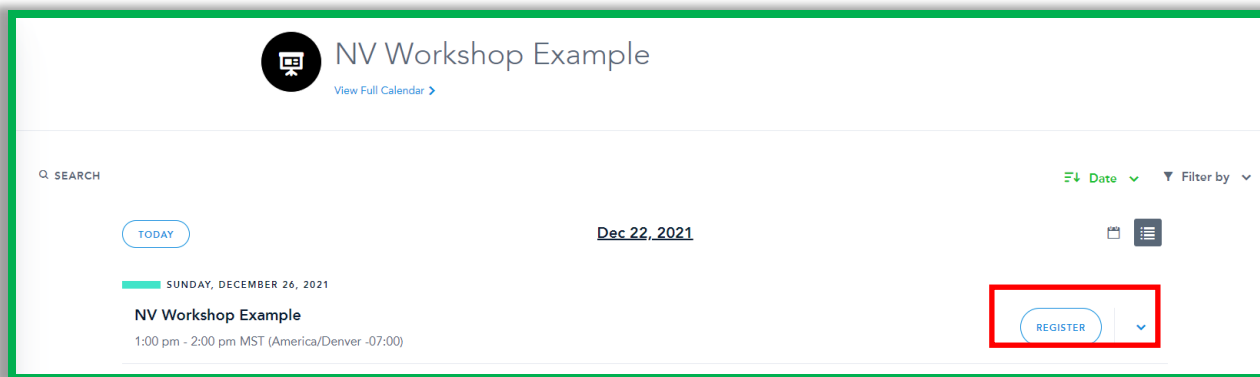 NV Workshop Example
View Full Calendar
SEARCH
Date
Filter by
TODAY
Dec 22, 2021
SUNDAY, DECEMBER 26, 2021
NV Workshop Example
REGISTER
1:00 pm - 2:00 pm MST (America/Denver -07:00)